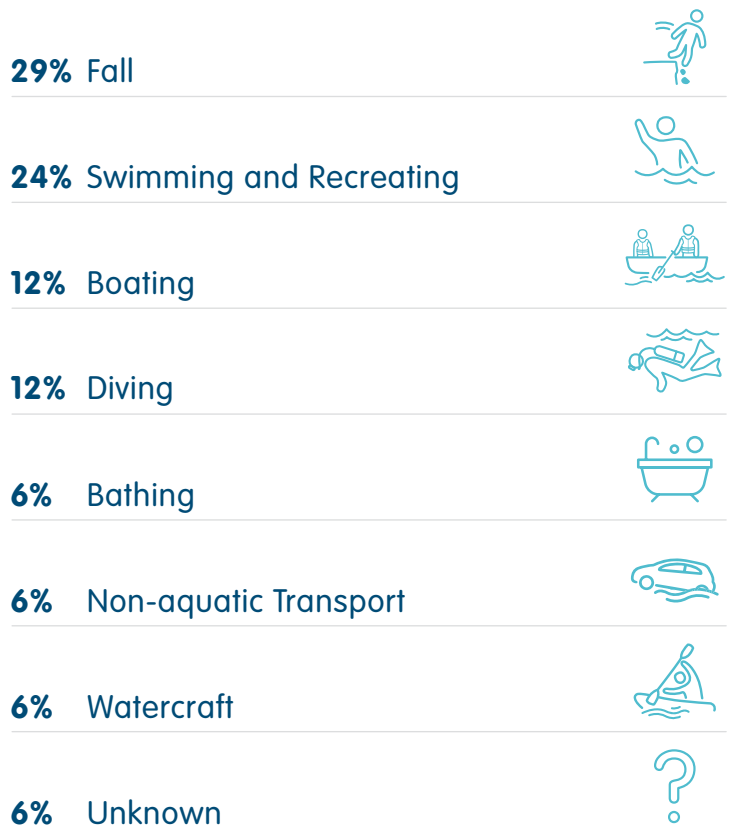 29% Fall
24% Swimming and Recreating
12% Boating
12% Diving
6% Bathing
6% Non-aquatic Transport
6% Watercraft
6% Unknown